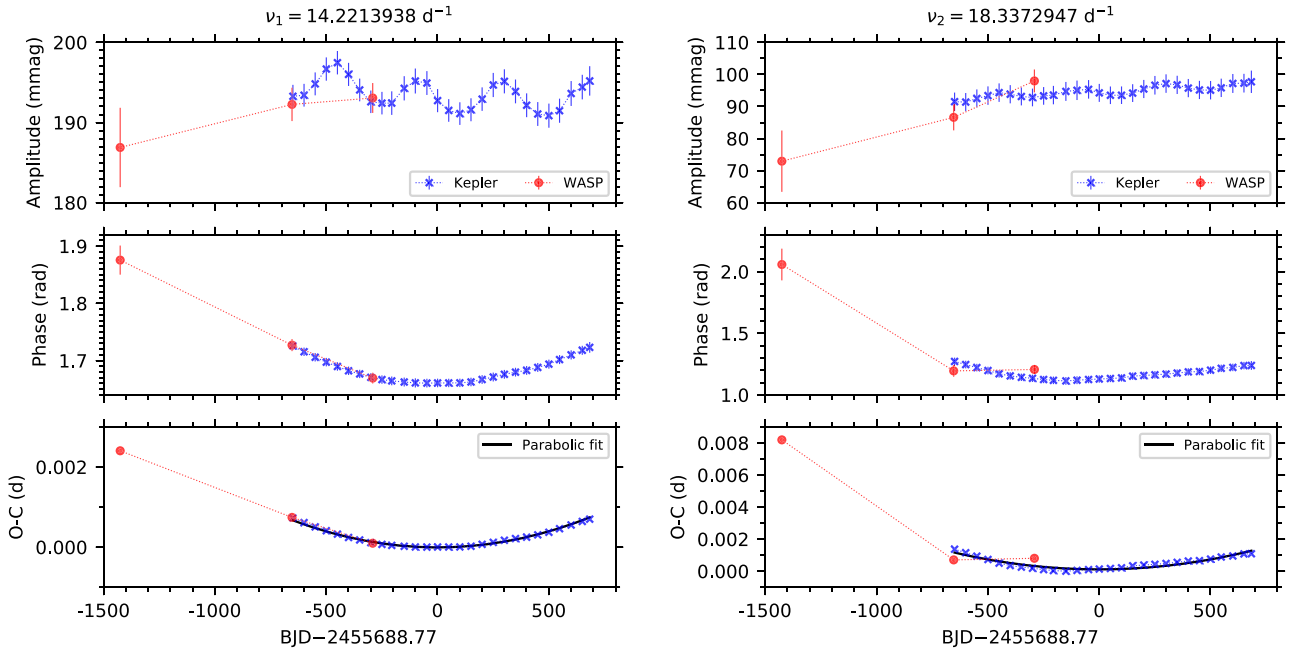 ν₁ = 14.2213938 d⁻¹
200
190
180
Amplitude (mmag)
Kepler WASP
1.9
1.8
1.7
Phase (rad)
0.002
0.000
O-C (d)
Parabolic fit
-1500 -1000 -500 0 500
BJD−2455688.77
ν₂ = 18.3372947 d⁻¹
110
100
90
80
70
60
Amplitude (mmag)
Kepler WASP
2.0
1.5
1.0
Phase (rad)
0.008
0.006
0.004
0.002
0.000
O-C (d)
Parabolic fit
-1500 -1000 -500 0 500
BJD−2455688.77